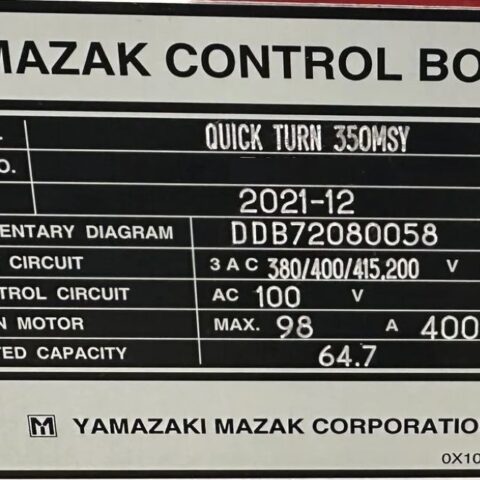 MAZAK CONTROL BO
QUICK TURN 350MSY
O.
2021-12
ENTARY DIAGRAM DDB72080058
CIRCUIT 3 AC 380/400/415,200 V
TROL CIRCUIT AC 100 V
N MOTOR MAX. 98 A 400
TED CAPACITY 64.7
M YAMAZAKI MAZAK CORPORATIO
0X10